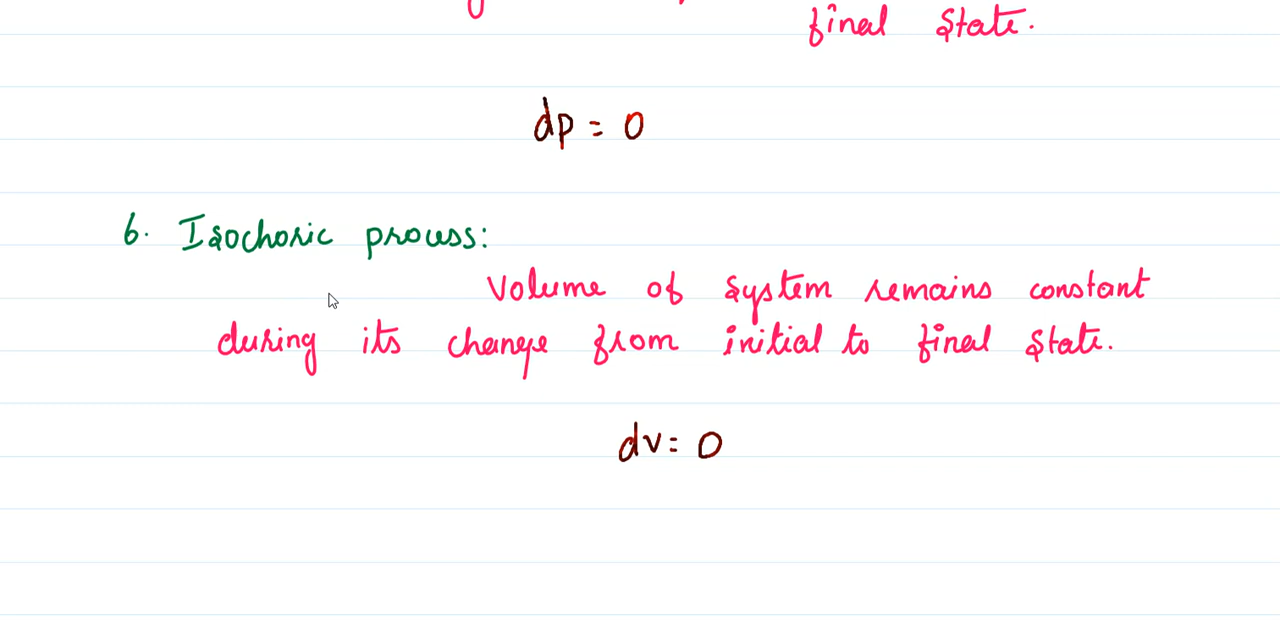 final state.
dp = 0
6. Isochoric process:
Volume of system remains constant
during its change from initial to final state.
dv = 0